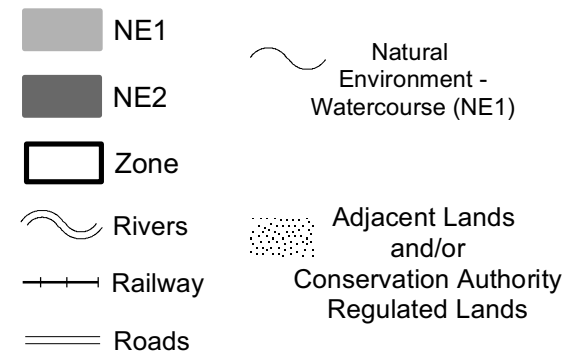 NE1
NE2
Zone
Rivers
Railway
Roads
Natural
Environment -
Watercourse (NE1)
Adjacent Lands
and/or
Conservation Authority
Regulated Lands